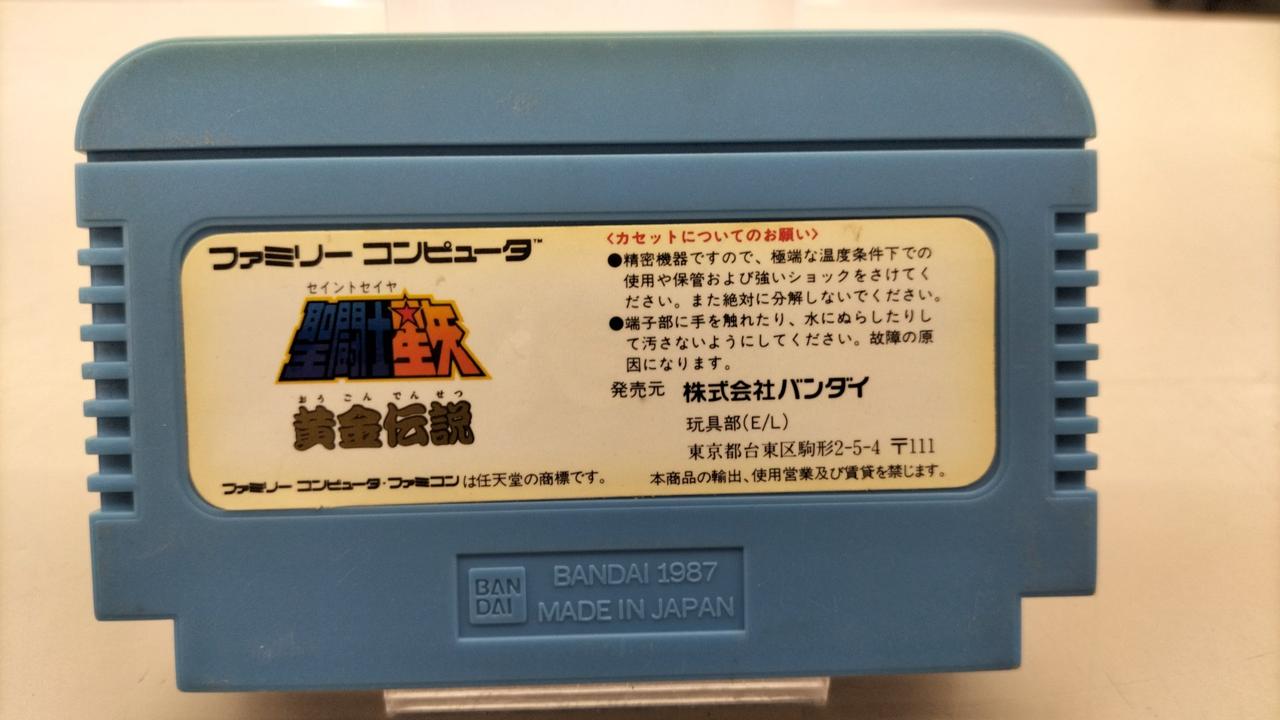 ファミリー コンピュータ™
セイントセイヤ
聖闘士星矢
おうごんでんせつ
黄金伝説
ファミリー コンピュータ・ファミコンは任天堂の商標です。
〈カセットについてのお願い〉
●精密機器ですので、極端な温度条件下での
使用や保管および強いショックをさけてく
ださい。また絶対に分解しないでください。
●端子部に手を触れたり、水にぬらしたりし
て汚さないようにしてください。故障の原
因になります。
発売元 株式会社バンダイ
玩具部(E/L)
東京都台東区駒形2-5-4 〒111
本商品の輸出、使用営業及び賃貸を禁じます。
BAN
DAI
BANDAI 1987
MADE IN JAPAN